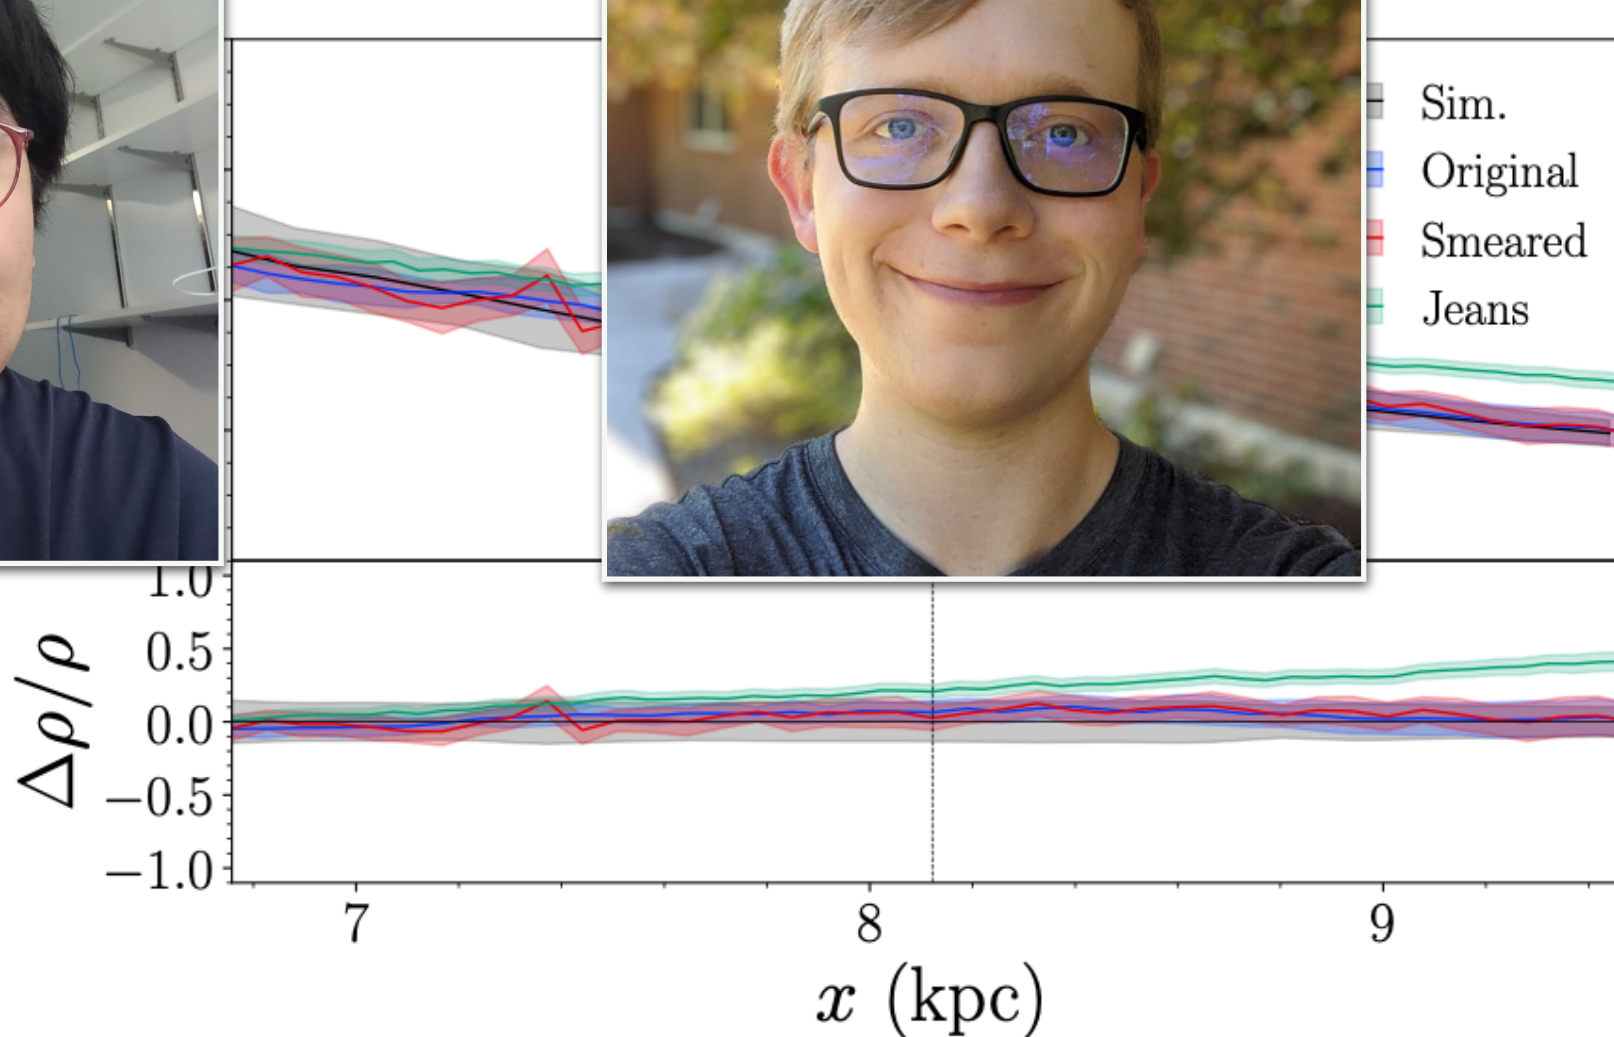 Sim.
Original
Smeared
Jeans
1.0
0.5
0.0
−0.5
−1.0
Δρ/ρ
7 8 9
x (kpc)